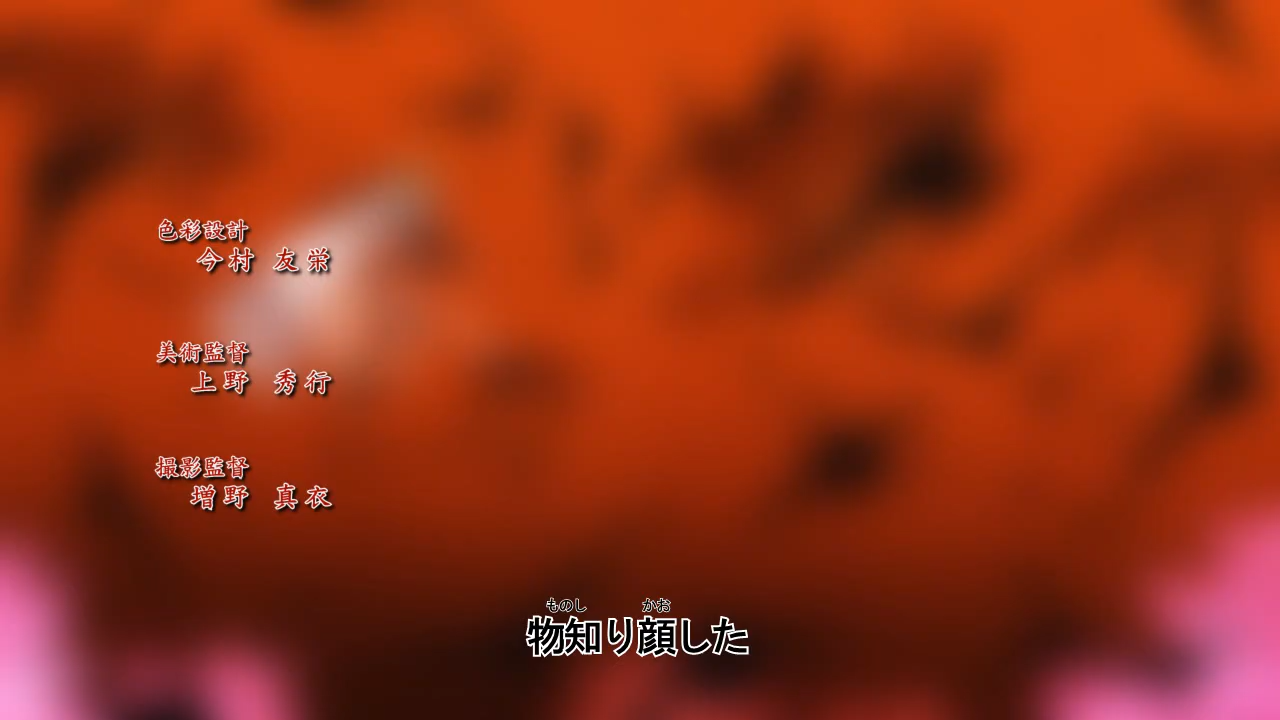 色彩設計
今村 友栄
美術監督
上野 秀行
撮影監督
増野 真衣
ものし かお
物知り顔した